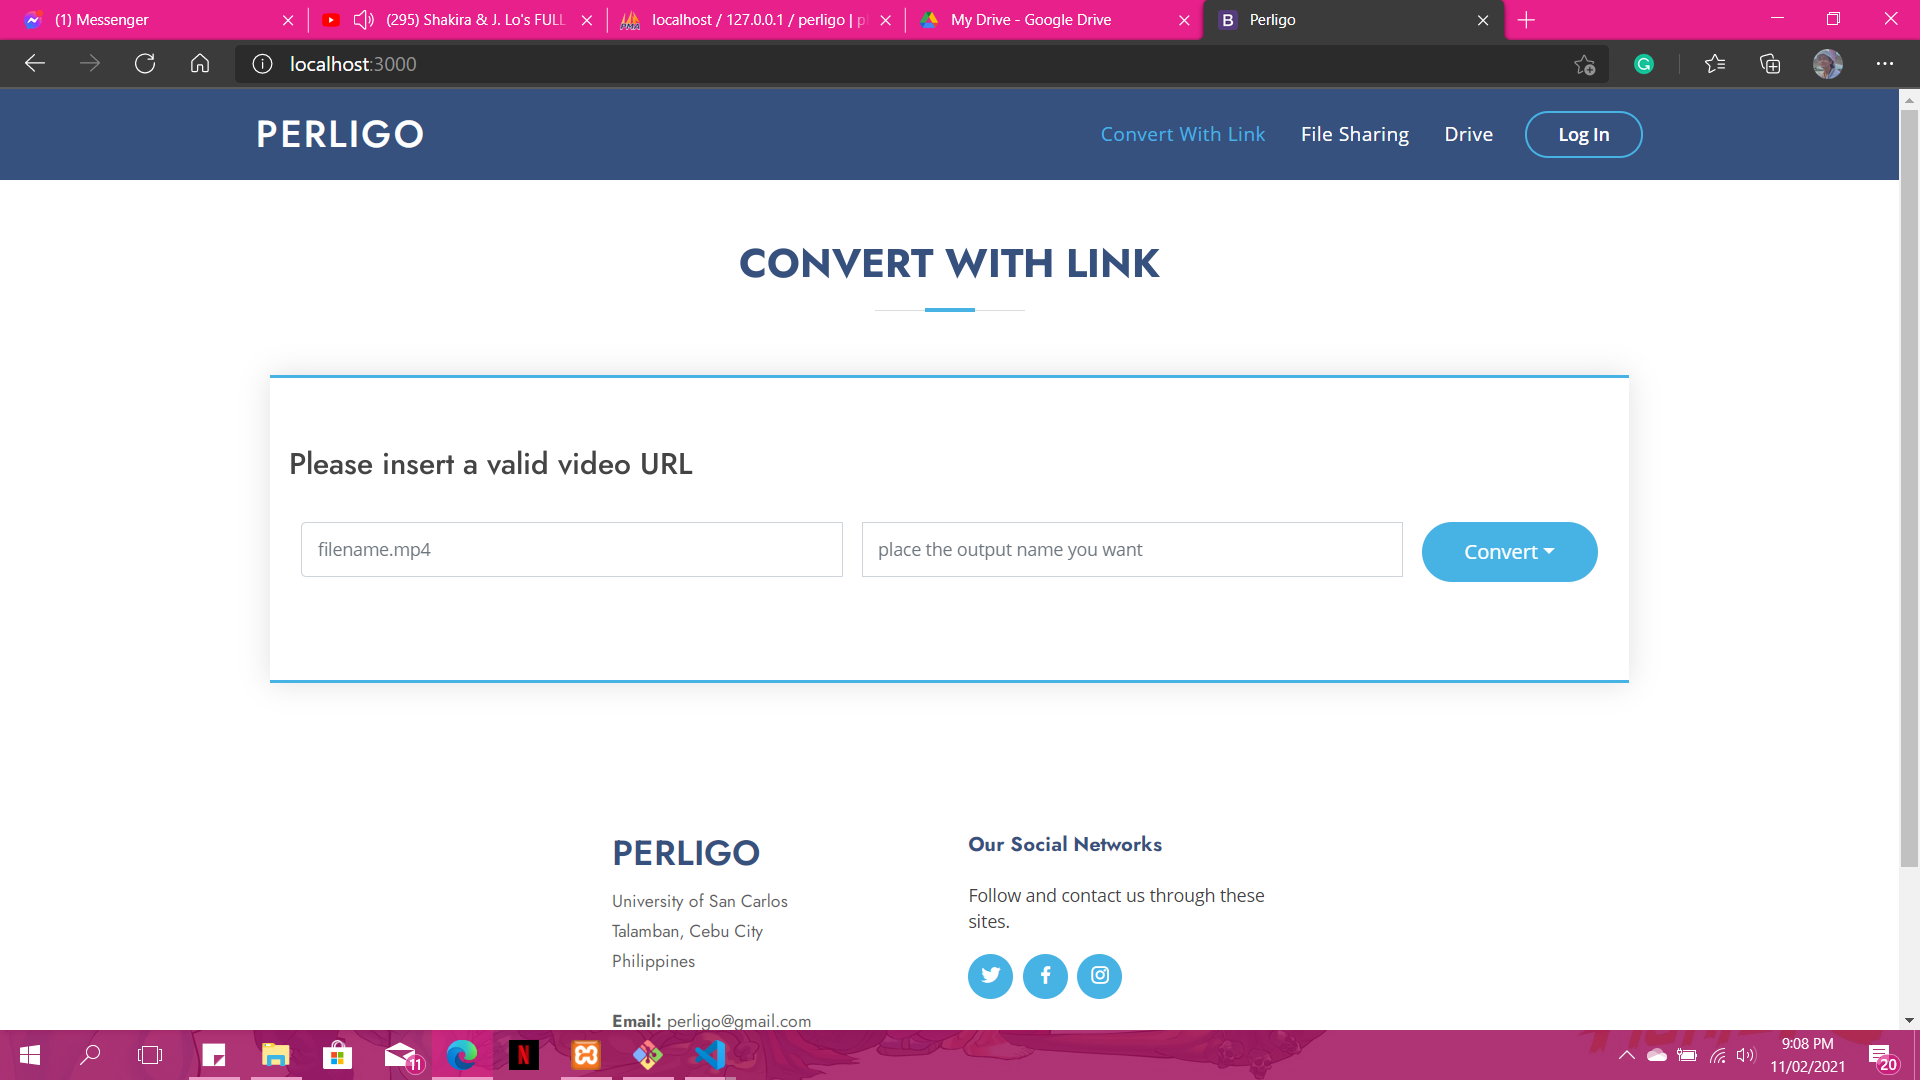 (1) Messenger
(295) Shakira & J. Lo's FULL
localhost / 127.0.0.1 / perligo | p
My Drive - Google Drive
B Perligo
localhost:3000
PERLIGO
Convert With Link
File Sharing
Drive
Log In
CONVERT WITH LINK
Please insert a valid video URL
filename.mp4
place the output name you want
Convert
PERLIGO
University of San Carlos
Talamban, Cebu City
Philippines
Email: perligo@gmail.com
Our Social Networks
Follow and contact us through these
sites.
11
9:08 PM
11/02/2021
20